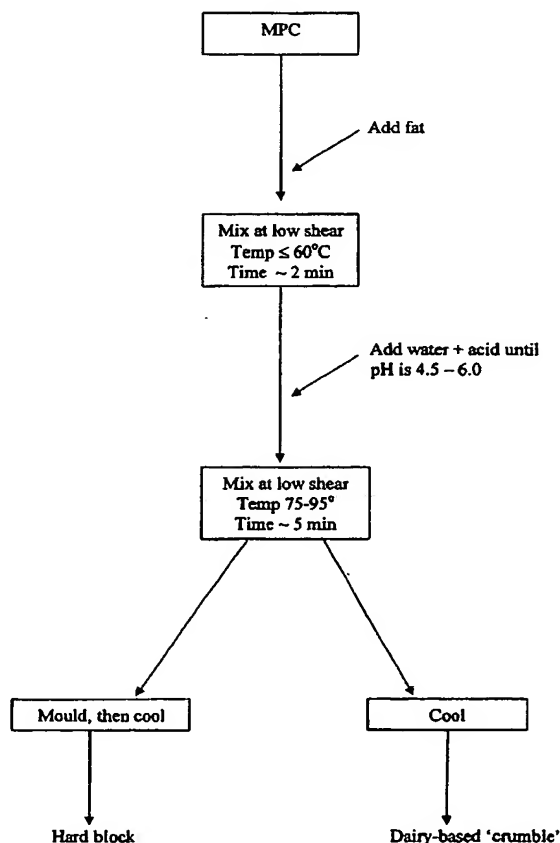 MPC
Add fat
Mix at low shear
Temp ≤ 60°C
Time ~ 2 min
Add water + acid until
pH is 4.5 – 6.0
Mix at low shear
Temp 75-95°
Time ~ 5 min
Mould, then cool
Cool
Hard block
Dairy-based 'crumble'